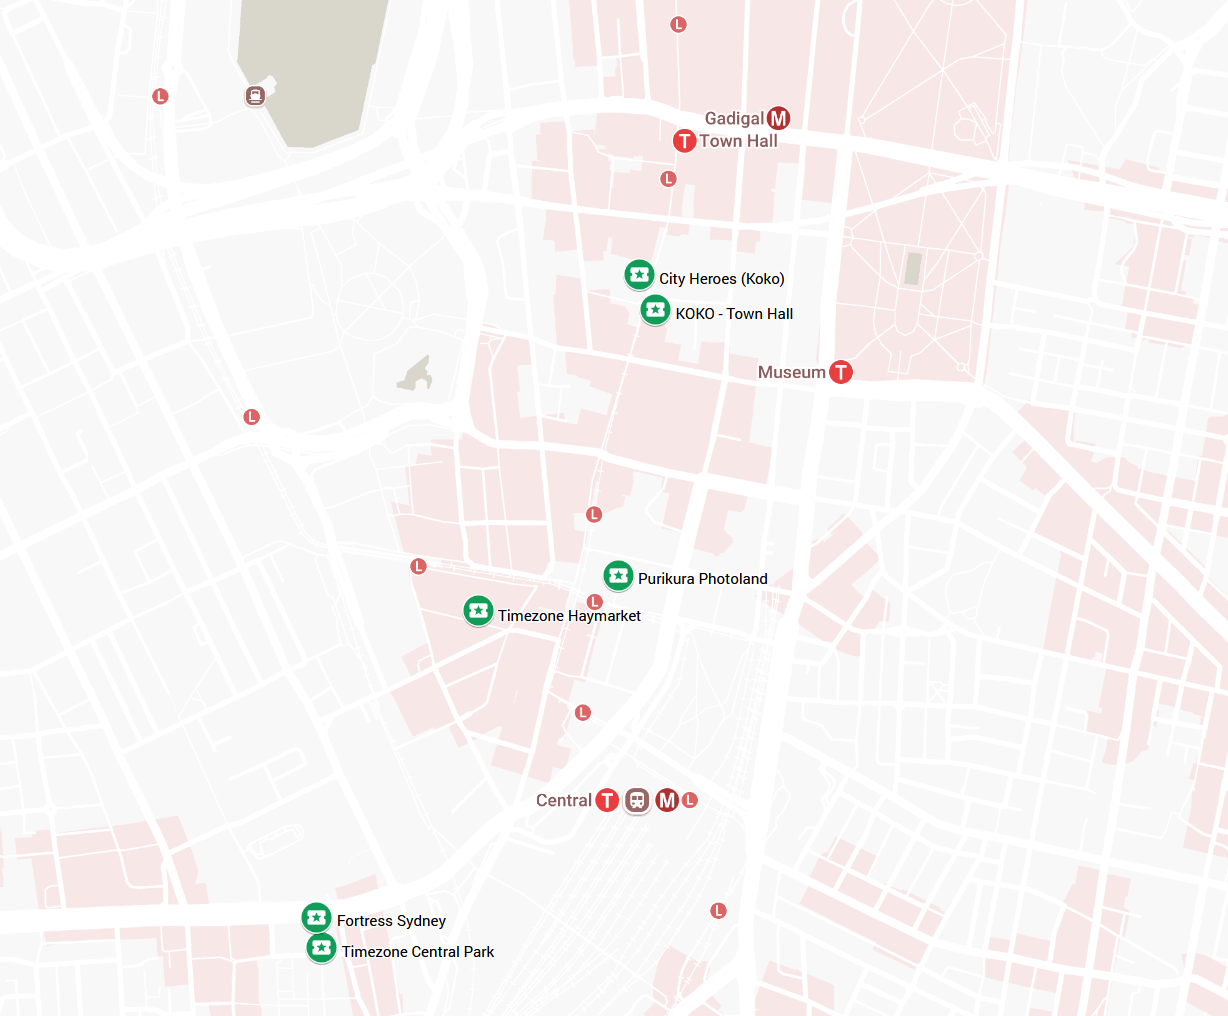 L
L
Gadigal M
T Town Hall
L
City Heroes (Koko)
KOKO - Town Hall
Museum T
L
L
L
Purikura Photoland
L
Timezone Haymarket
L
Central T M L
L
Fortress Sydney
Timezone Central Park